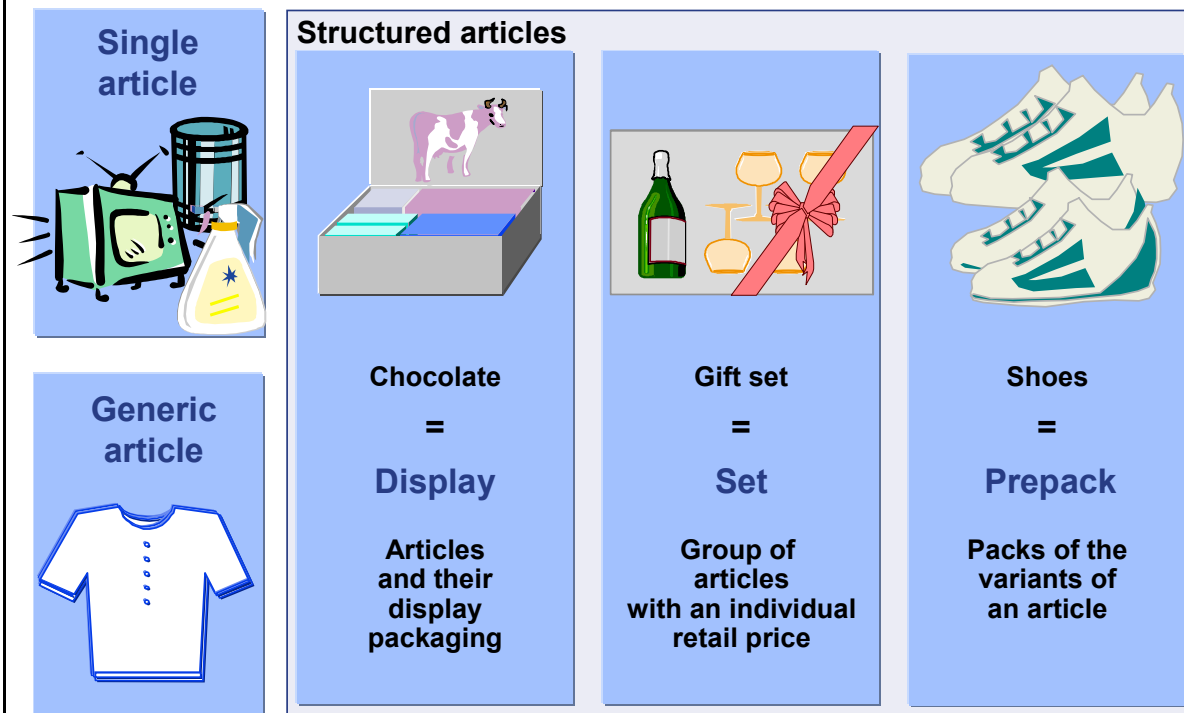 Single
article
Generic
article
Structured articles
Chocolate
=
Display
Articles
and their
display
packaging
Gift set
=
Set
Group of
articles
with an individual
retail price
Shoes
=
Prepack
Packs of the
variants of
an article